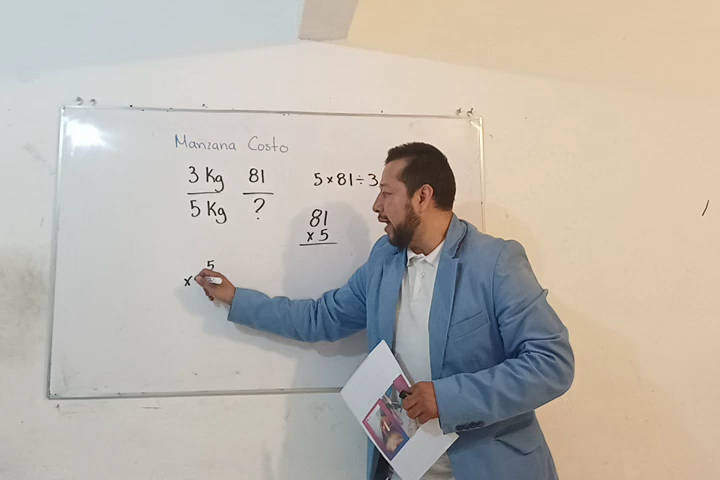 Manzana Costo
3 Kg 81
5 Kg ?
5×81÷3
81
×5
5
×